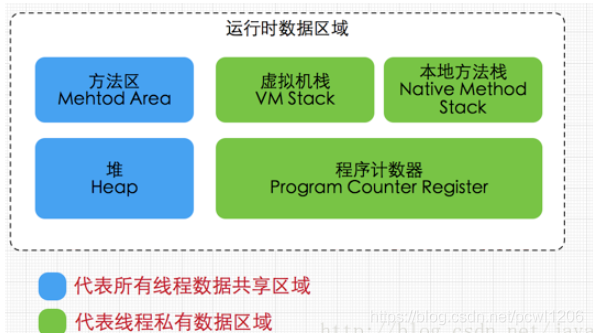 运行时数据区域
方法区
Mehtod Area
虚拟机栈
VM Stack
本地方法栈
Native Method
Stack
堆
Heap
程序计数器
Program Counter Register
代表所有线程数据共享区域
代表线程私有数据区域
https://blog.csdn.net/pcwl1206
http://blog.csdn.net/java